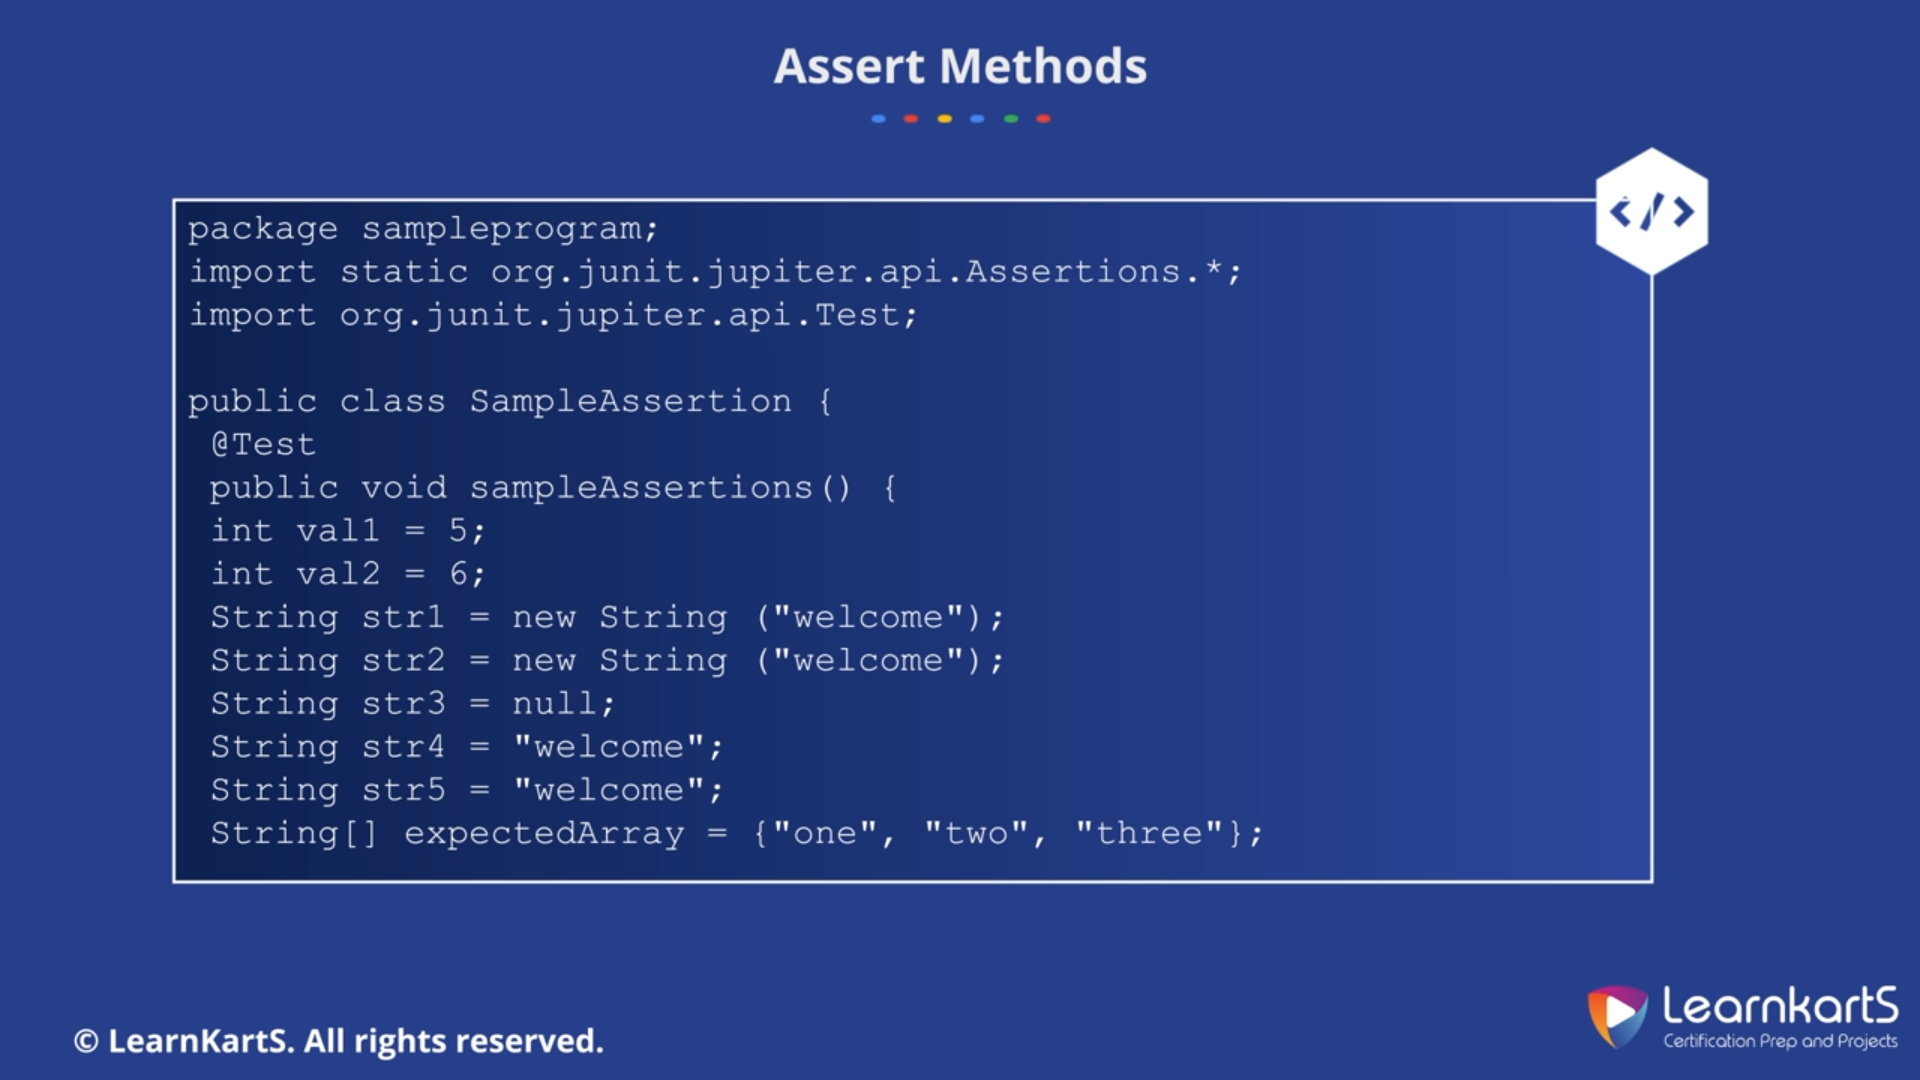 Assert Methods
</>
package sampleprogram;
import static org.junit.jupiter.api.Assertions.*;
import org.junit.jupiter.api.Test;
public class SampleAssertion {
@Test
public void sampleAssertions() {
int val1 = 5;
int val2 = 6;
String str1 = new String ("welcome");
String str2 = new String ("welcome");
String str3 = null;
String str4 = "welcome";
String str5 = "welcome";
String[] expectedArray = {"one", "two", "three"};
© LearnKartS. All rights reserved.
LearnkartS
Certification Prep and Projects